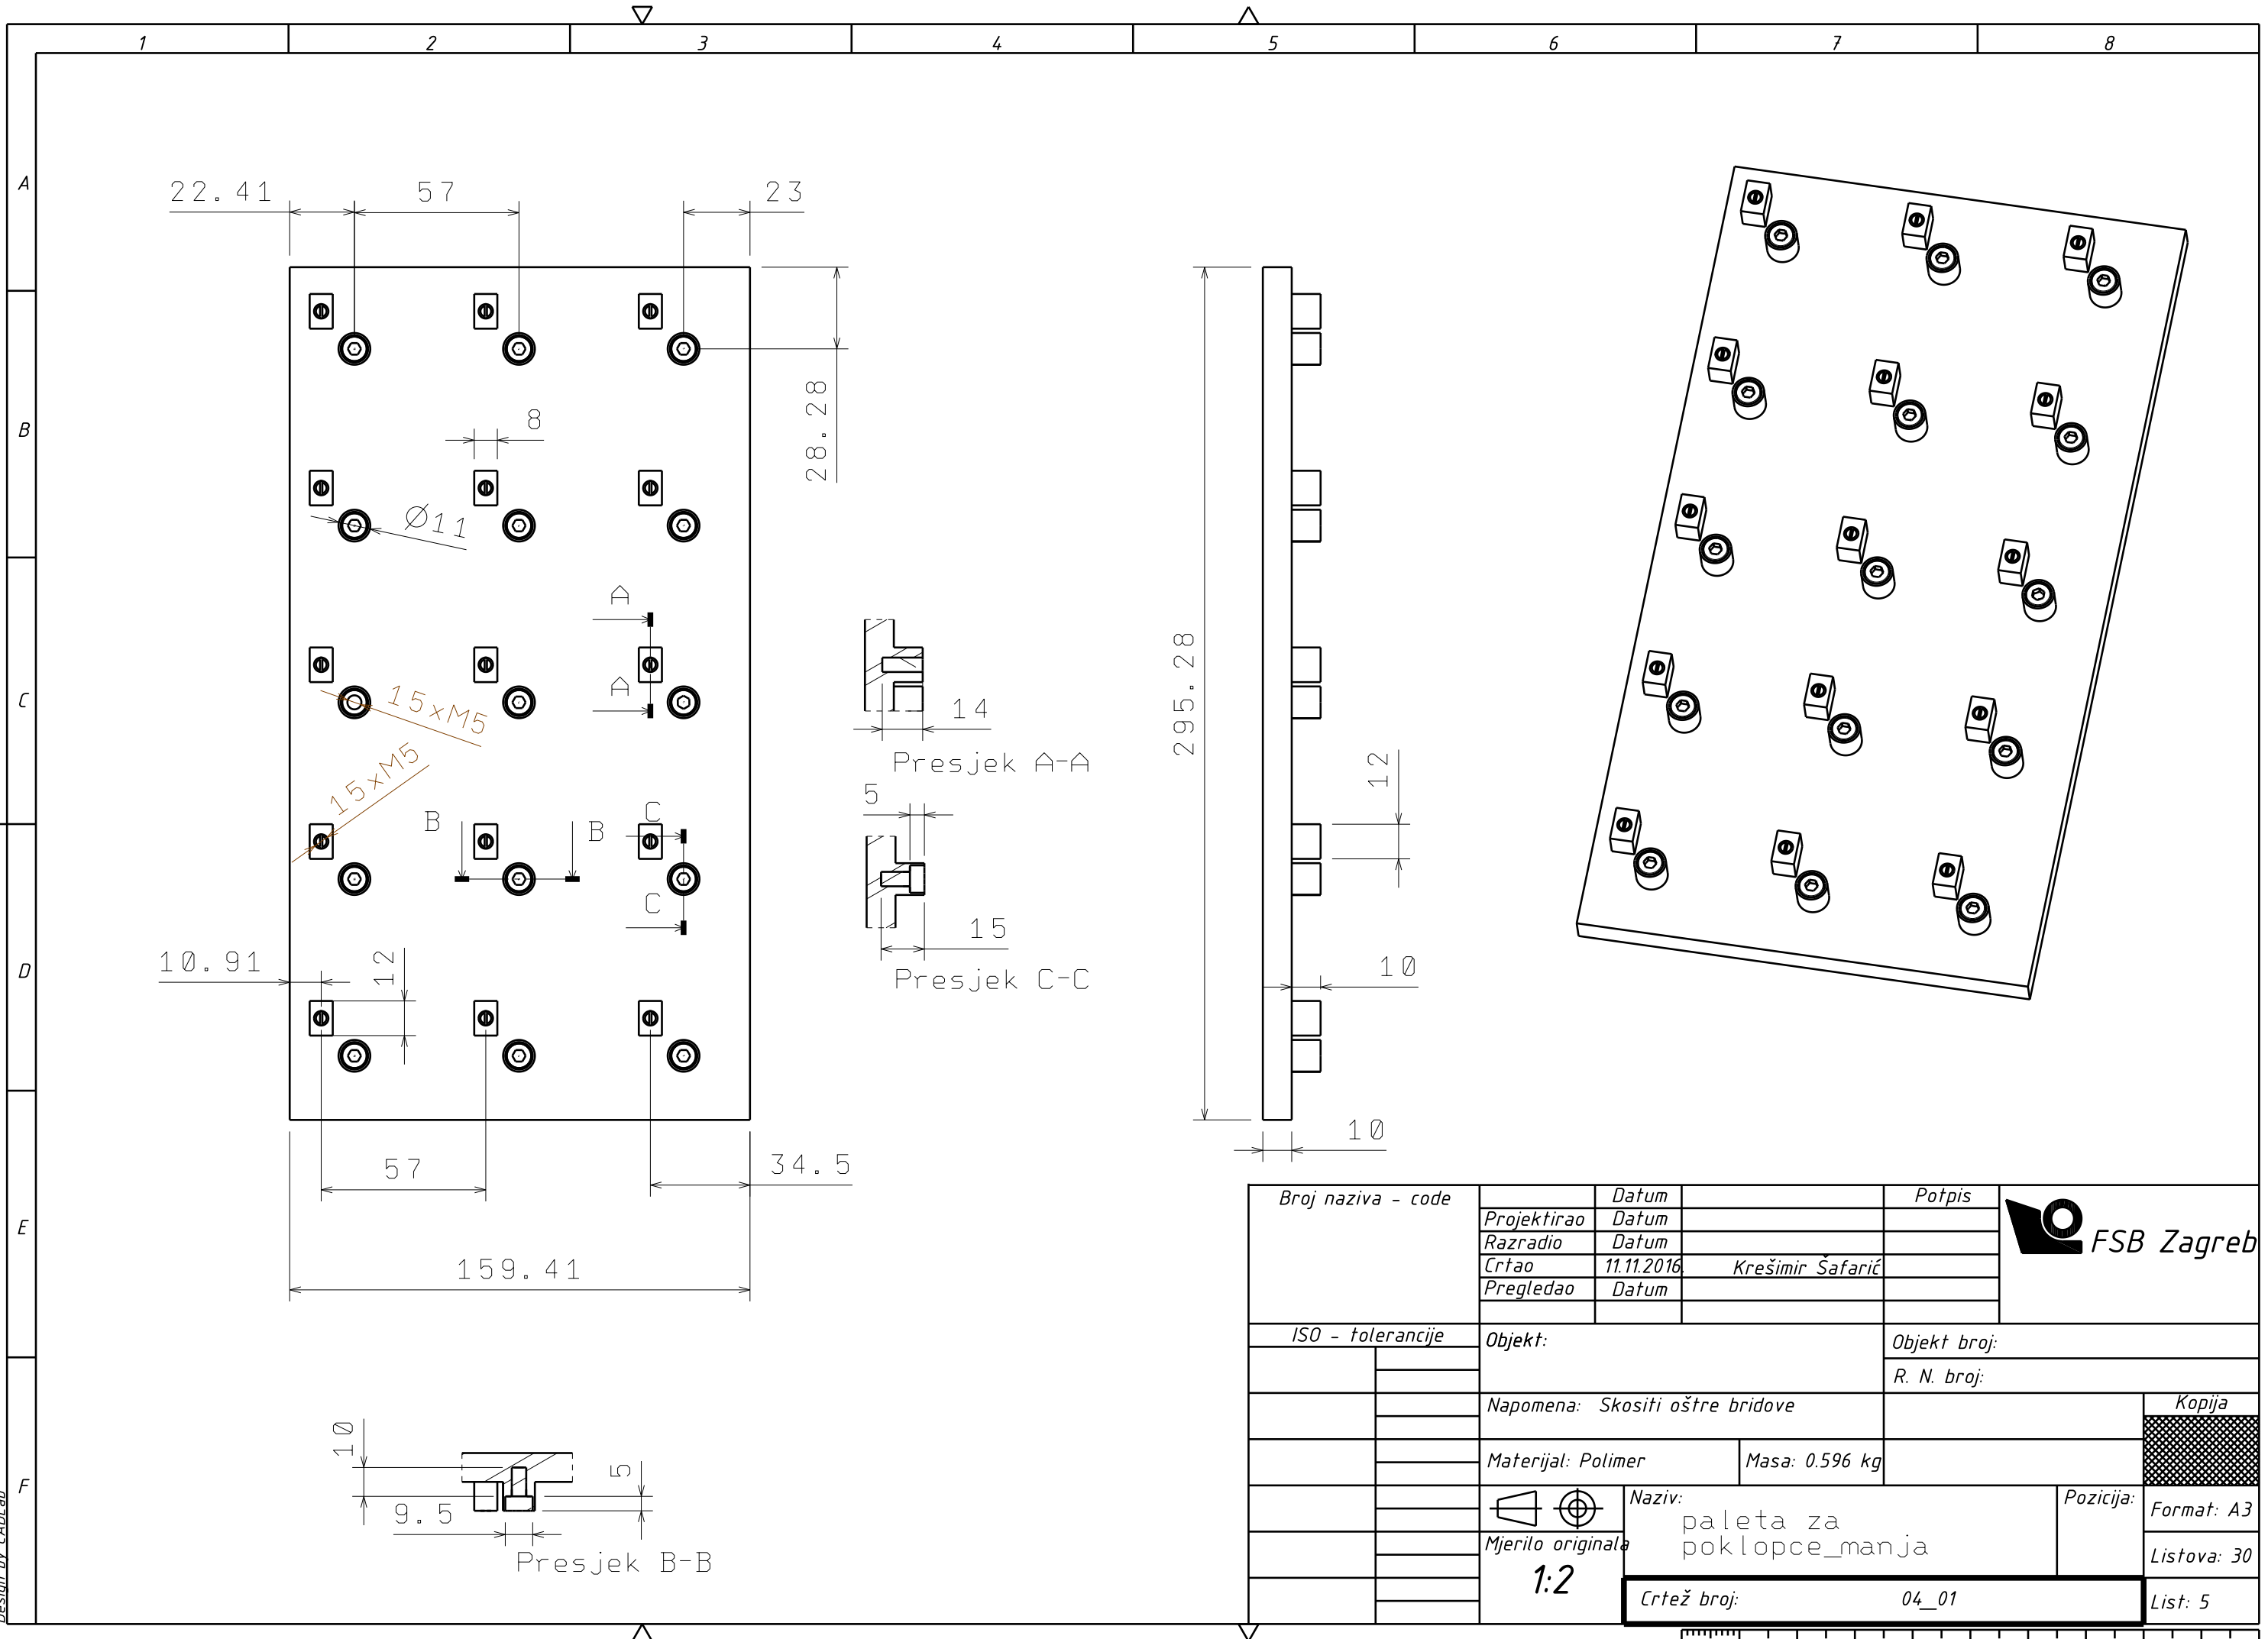 1 2 3 4 5 6 7 8
A
B
C
D
E
F
22.41
57
23
28.28
8
Ø11
A
A
15xM5
15xM5
B
B
C
C
10.91
12
57
34.5
159.41
14
Presjek A-A
5
15
Presjek C-C
295.28
12
10
10
10
5
9.5
Presjek B-B
Design by CADLab
Broj naziva - code
Datum
Potpis
Projektirao Datum
Razradio Datum
Crtao 11.11.2016. Krešimir Šafarić
Pregledao Datum
FSB Zagreb
ISO - tolerancije
Objekt:
Objekt broj:
R. N. broj:
Napomena: Skositi oštre bridove
Kopija
Materijal: Polimer
Masa: 0.596 kg
Naziv:
paleta za
poklopce_manja
Pozicija:
Format: A3
Mjerilo originala
1:2
Listova: 30
Crtež broj: 04_01
List: 5